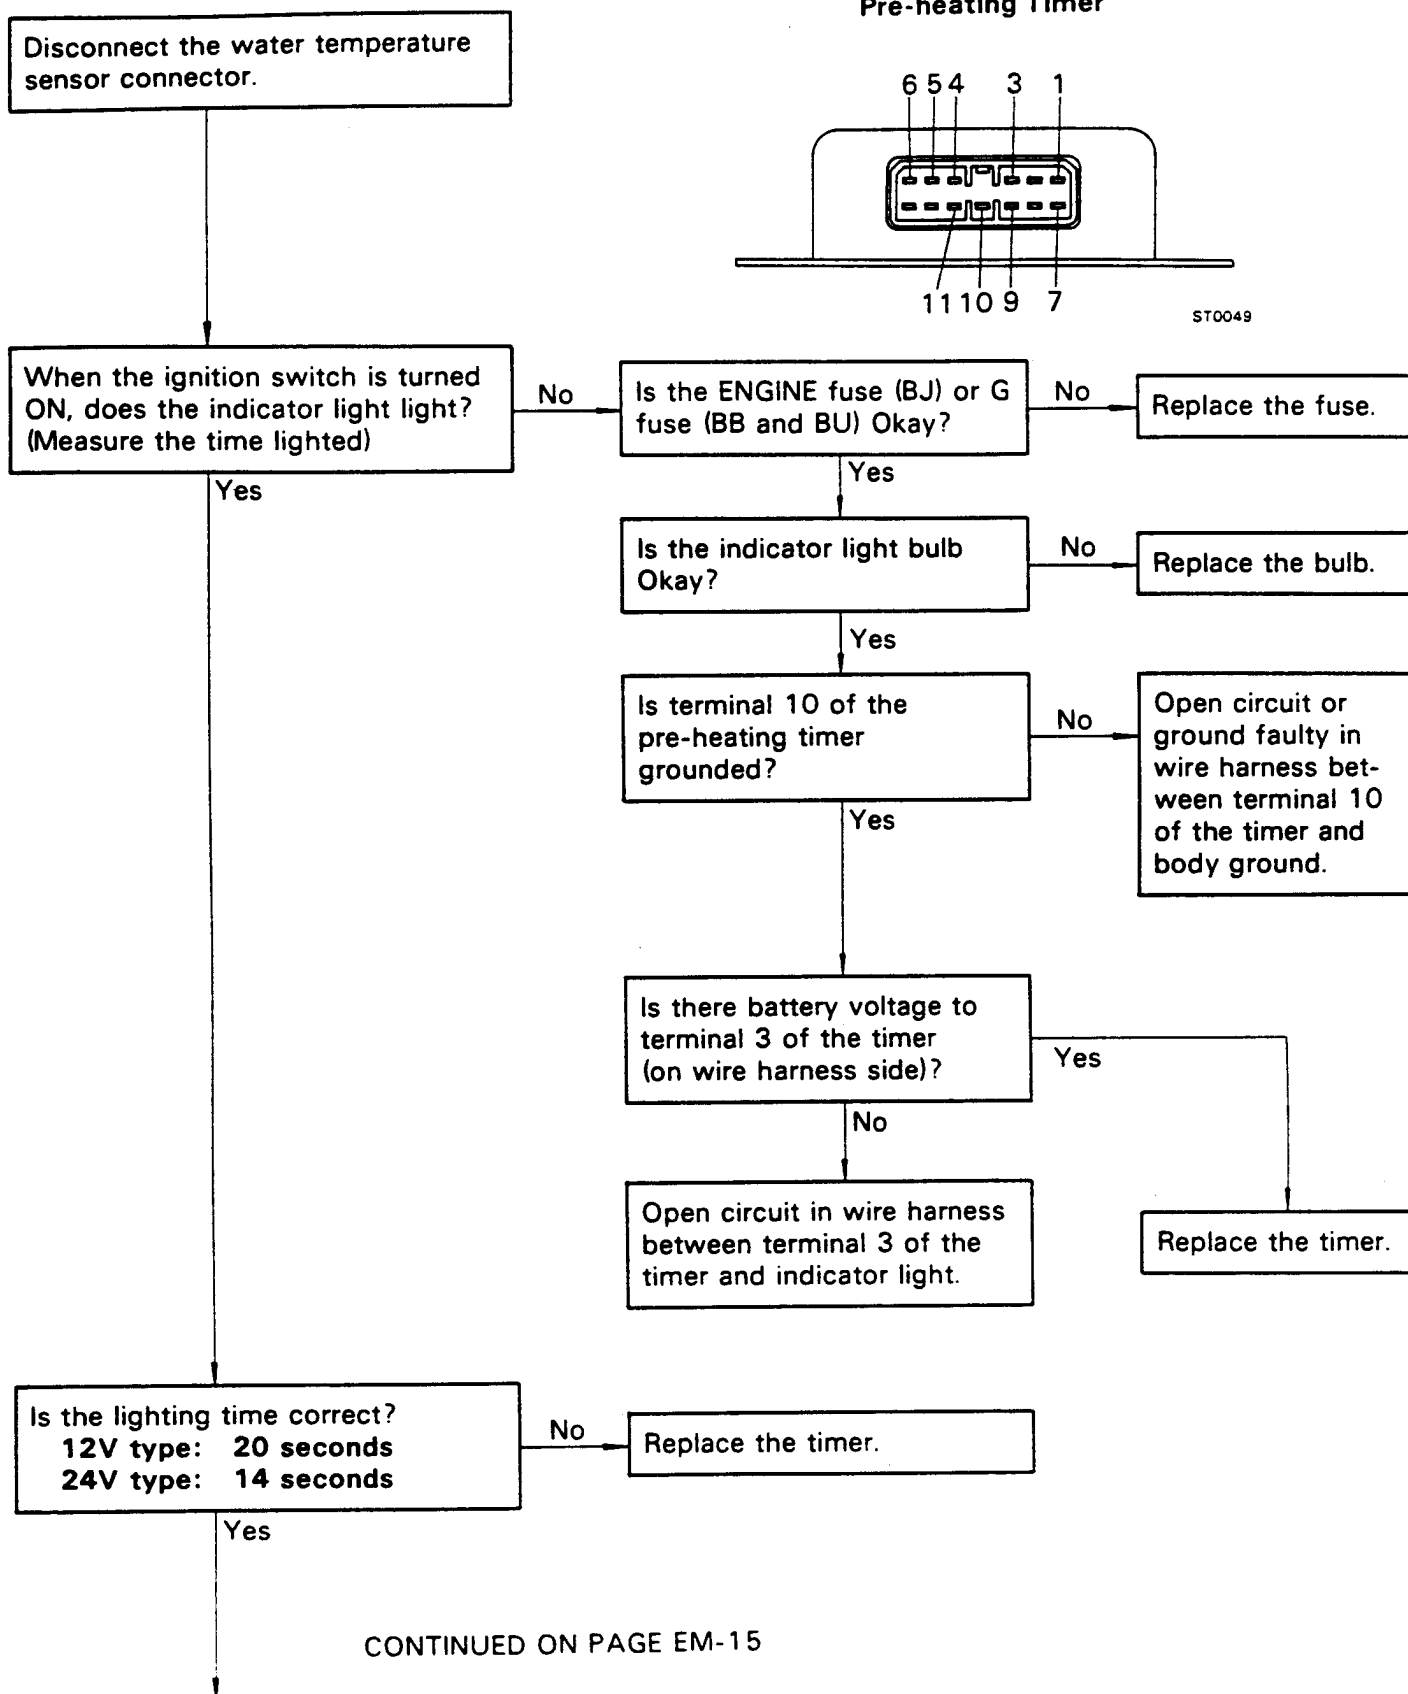 Pre-heating Timer
Disconnect the water temperature
sensor connector.
6 5 4 3 1
11 10 9 7
ST0049
When the ignition switch is turned
ON, does the indicator light light?
(Measure the time lighted)
No
Is the ENGINE fuse (BJ) or G
fuse (BB and BU) Okay?
No
Replace the fuse.
Yes
Yes
Is the indicator light bulb
Okay?
No
Replace the bulb.
Yes
Is terminal 10 of the
pre-heating timer
grounded?
No
Open circuit or
ground faulty in
wire harness bet-
ween terminal 10
of the timer and
body ground.
Yes
Is there battery voltage to
terminal 3 of the timer
(on wire harness side)?
Yes
No
Open circuit in wire harness
between terminal 3 of the
timer and indicator light.
Replace the timer.
Is the lighting time correct?
12V type: 20 seconds
24V type: 14 seconds
No
Replace the timer.
Yes
CONTINUED ON PAGE EM-15